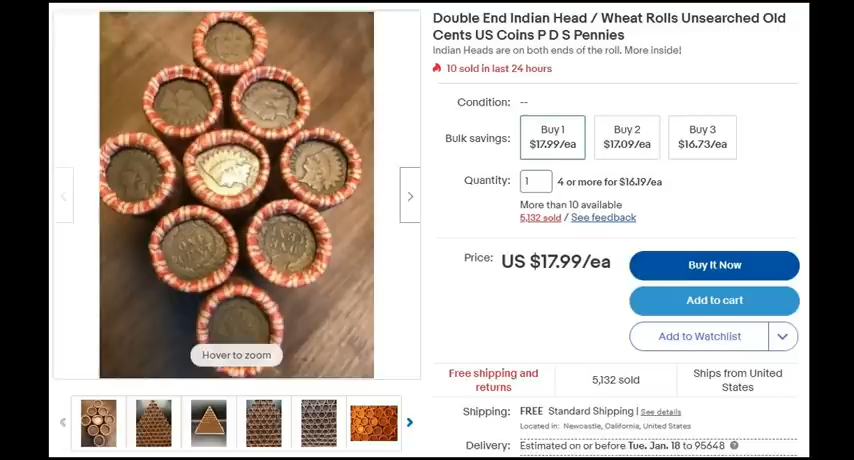 Double End Indian Head / Wheat Rolls Unsearched Old
Cents US Coins P D S Pennies
Indian Heads are on both ends of the roll. More inside!
10 sold in last 24 hours
Condition: --
Bulk savings:
Buy 1
$17.99/ea
Buy 2
$17.09/ea
Buy 3
$16.73/ea
Quantity: 1 4 or more for $16.19/ea
More than 10 available
5,132 sold / See feedback
Price: US $17.99/ea
Buy It Now
Add to cart
Add to Watchlist
Hover to zoom
Free shipping and
returns
5,132 sold
Ships from United
States
Shipping: FREE Standard Shipping | See details
Located in: Newcastle, California, United States
Delivery: Estimated on or before Tue. Jan. 18 to 95648